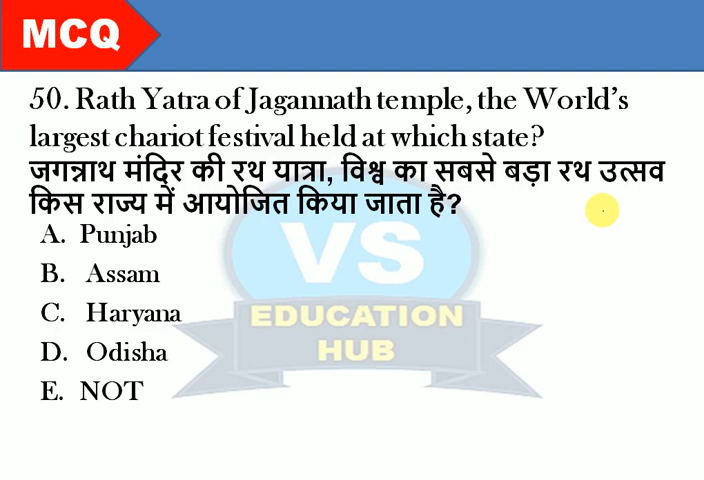 MCQ
50. Rath Yatra of Jagannath temple, the World's
largest chariot festival held at which state?
जगन्नाथ मंदिर की रथ यात्रा, विश्व का सबसे बड़ा रथ उत्सव
किस राज्य में आयोजित किया जाता है?
A. Punjab
B. Assam
C. Haryana
D. Odisha
E. NOT
VS
EDUCATION
HUB